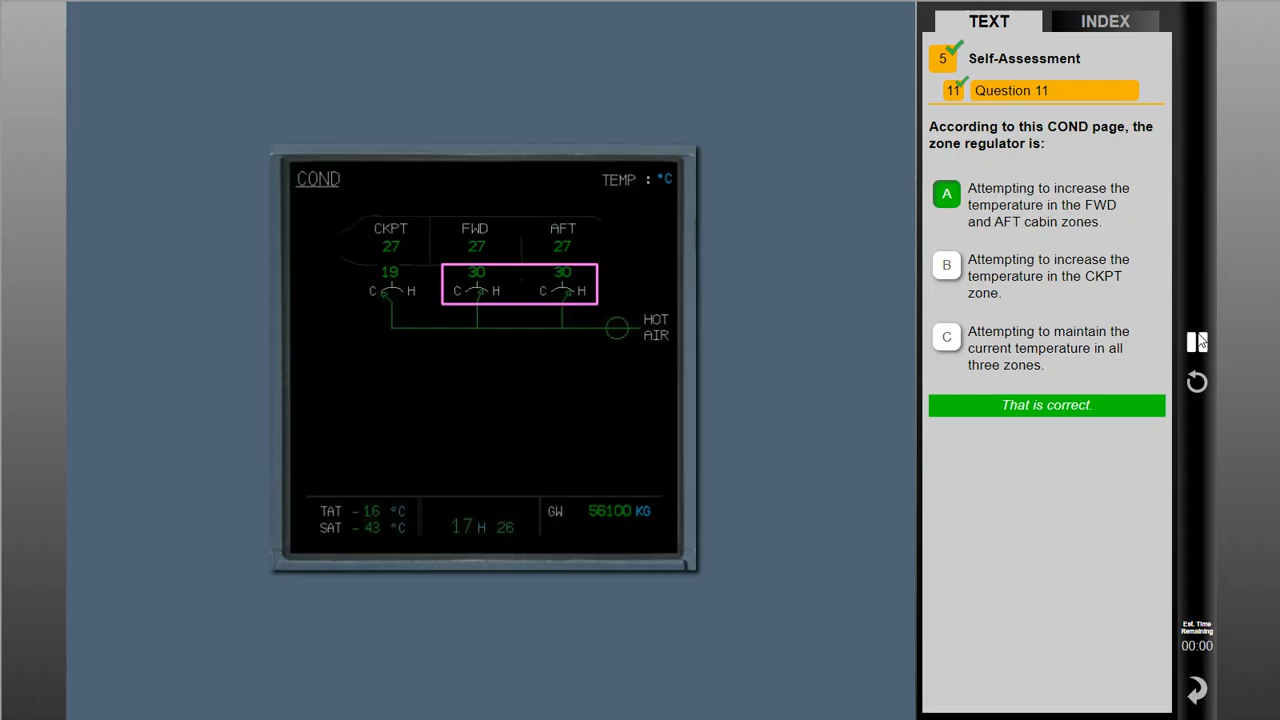 TEXT INDEX
5 Self-Assessment
11 Question 11
According to this COND page, the
zone regulator is:
A Attempting to increase the
temperature in the FWD
and AFT cabin zones.
B Attempting to increase the
temperature in the CKPT
zone.
C Attempting to maintain the
current temperature in all
three zones.
That is correct.
COND TEMP : °C
CKPT FWD AFT
27 27 27
19 30 30
C H C H C H
HOT
AIR
TAT -16 °C
SAT -43 °C
17 H 26
GW 56100 KG
Est. Time
Remaining
00:00